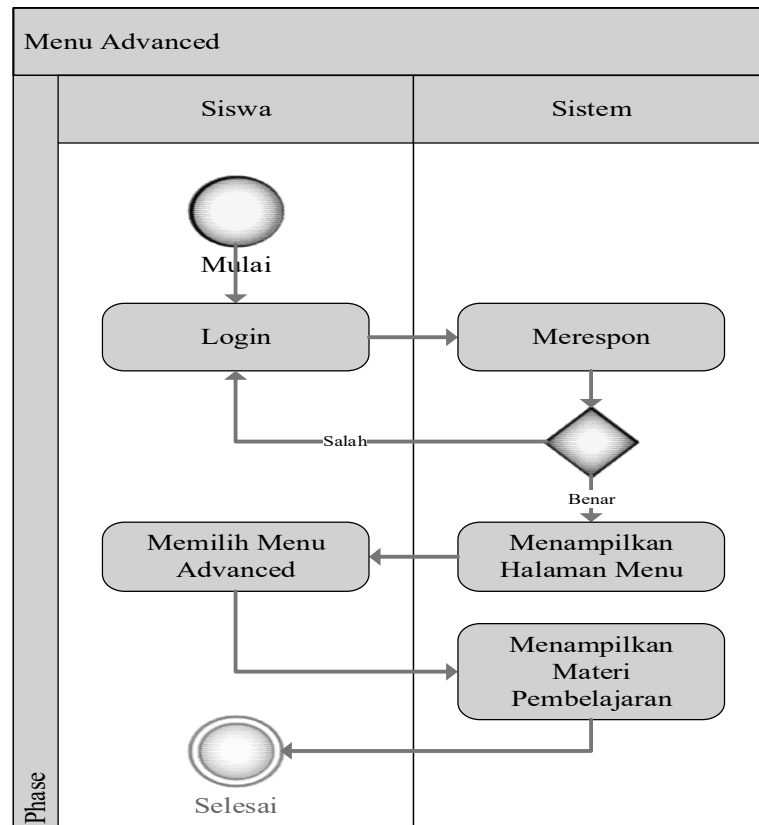 Menu Advanced
Siswa
Sistem
Mulai
Login
Merespon
Salah
Benar
Memilih Menu
Advanced
Menampilkan
Halaman Menu
Menampilkan
Materi
Pembelajaran
Selesai
Phase